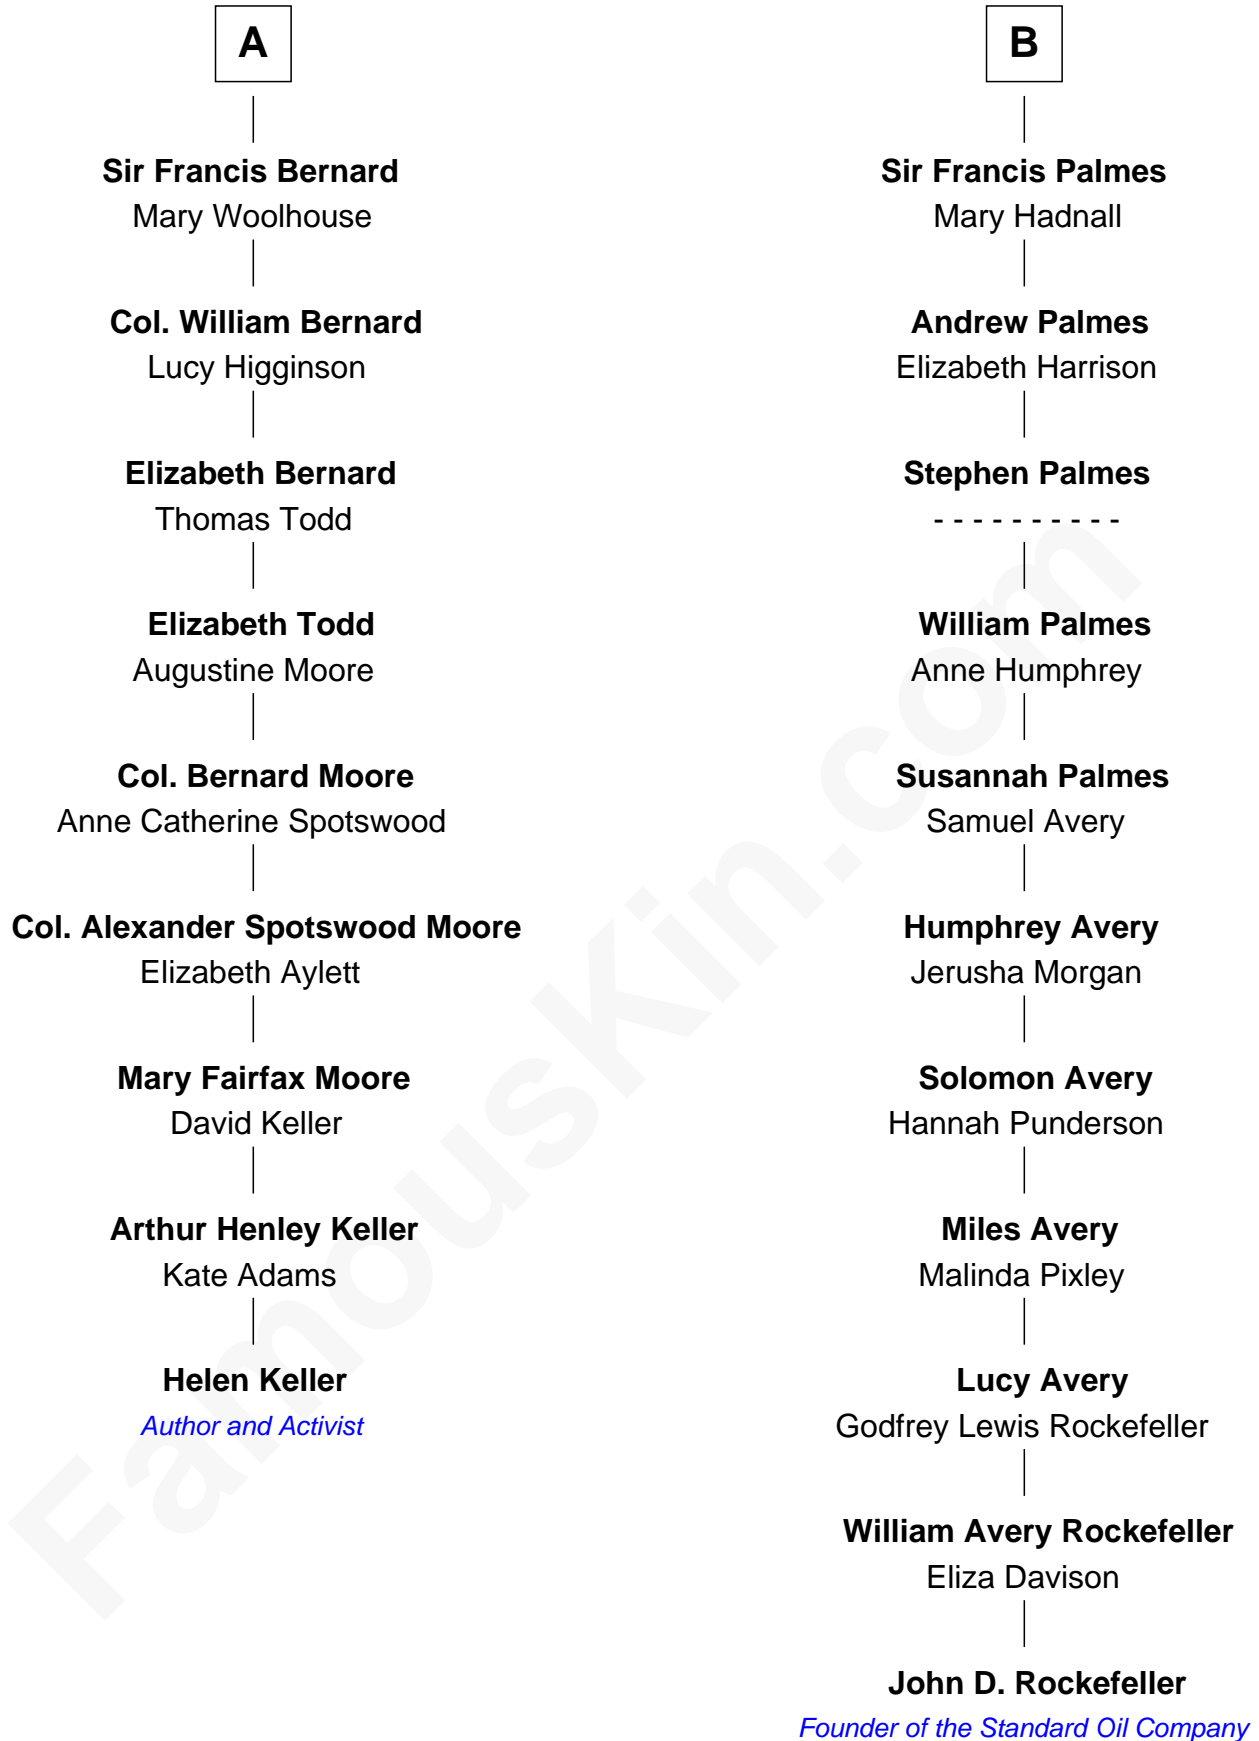 A
Sir Francis Bernard
Mary Woolhouse
Col. William Bernard
Lucy Higginson
Elizabeth Bernard
Thomas Todd
Elizabeth Todd
Augustine Moore
Col. Bernard Moore
Anne Catherine Spotswood
Col. Alexander Spotswood Moore
Elizabeth Aylett
Mary Fairfax Moore
David Keller
Arthur Henley Keller
Kate Adams
Helen Keller
Author and Activist
B
Sir Francis Palmes
Mary Hadnall
Andrew Palmes
Elizabeth Harrison
Stephen Palmes
- - - - - - - - - -
William Palmes
Anne Humphrey
Susannah Palmes
Samuel Avery
Humphrey Avery
Jerusha Morgan
Solomon Avery
Hannah Punderson
Miles Avery
Malinda Pixley
Lucy Avery
Godfrey Lewis Rockefeller
William Avery Rockefeller
Eliza Davison
John D. Rockefeller
Founder of the Standard Oil Company
FamousKin.com